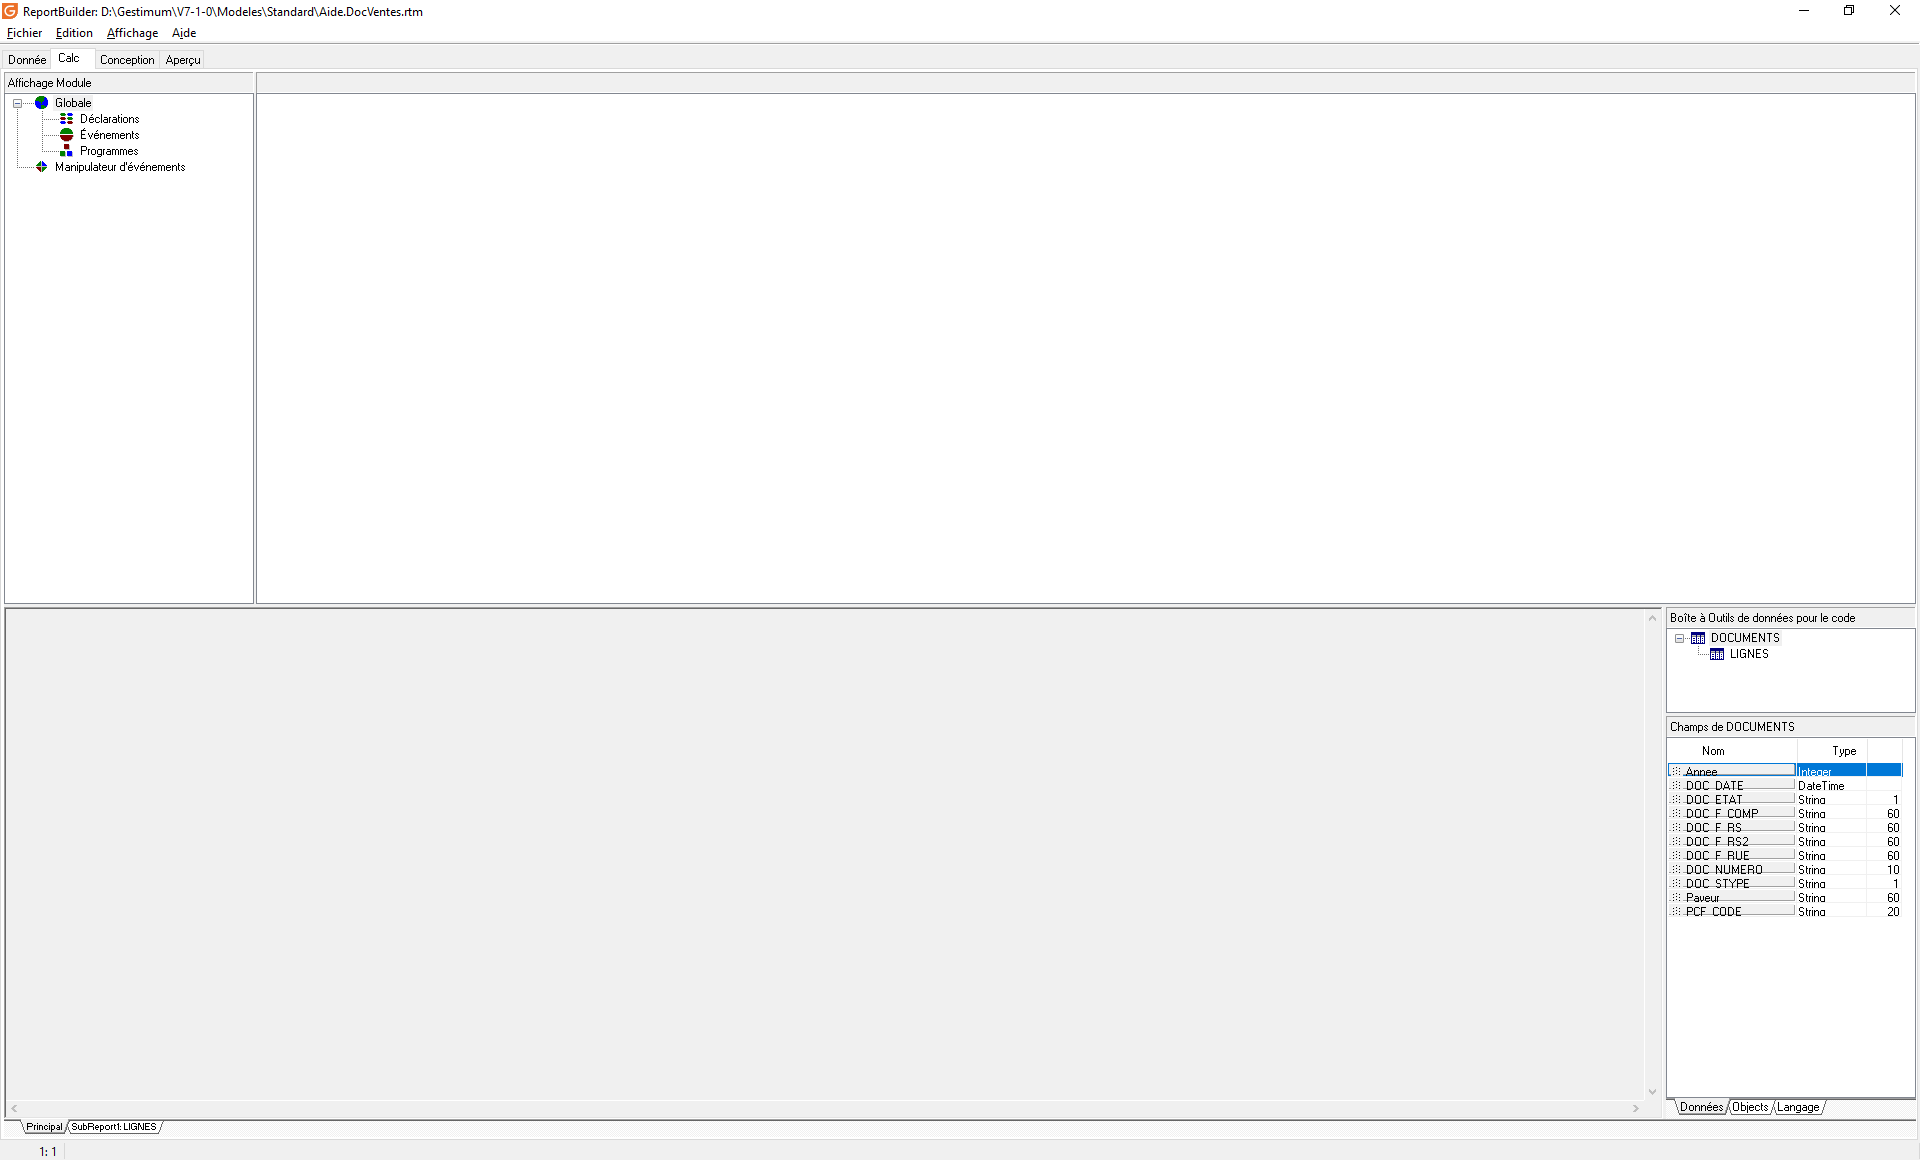 ReportBuilder: D:\Gestimum\V7-1-0\Modeles\Standard\Aide.DocVentes.rtm
Fichier Edition Affichage Aide
Donnée Calc Conception Aperçu
Affichage Module
Globale
Déclarations
Événements
Programmes
Manipulateur d'événements
Boîte à Outils de données pour le code
DOCUMENTS
LIGNES
Champs de DOCUMENTS
Nom Type
Annee Integer
DOC_DATE DateTime
DOC_ETAT String 1
DOC_F_COMP String 60
DOC_F_RS String 60
DOC_F_RS2 String 60
DOC_F_RUE String 60
DOC_NUMERO String 10
DOC_STYPE String 1
Payeur String 60
PCF_CODE String 20
Données Objects Langage
Principal SubReport1: LIGNES
1: 1